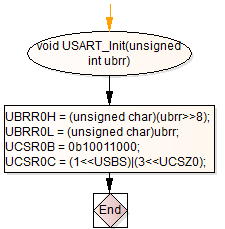 void USART_Init(unsigned
int ubrr)
UBRR0H = (unsigned char)(ubrr>>8);
UBRR0L = (unsigned char)ubrr;
UCSR0B = 0b10011000;
UCSR0C = (1<<USBS)|(3<<UCSZ0);
End